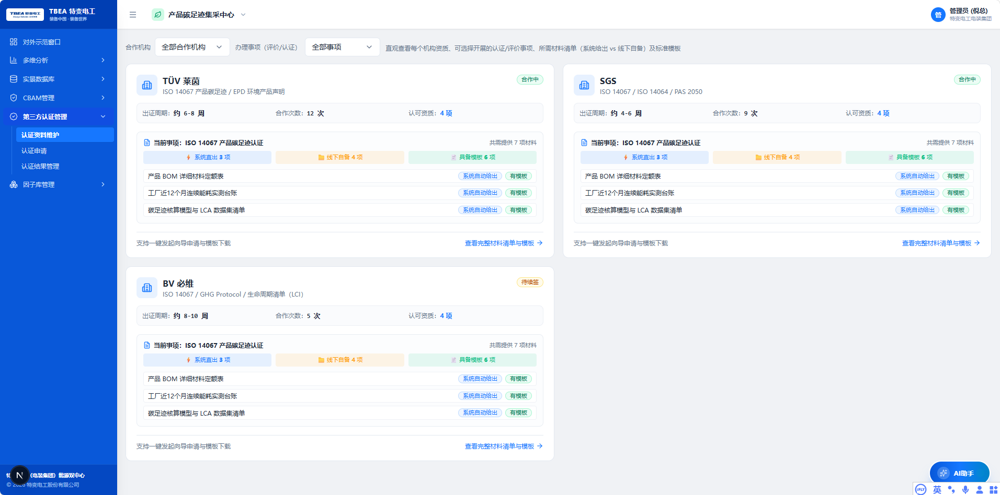 TBEA 特变电工
TBEA 特变电工
装备中国 · 装备世界
对外示范窗口
多维分析
实景数据库
CBAM管理
第三方认证管理
认证资料维护
认证申请
认证结果管理
因子库管理
N
(电装集团) 能源双中心
特变电工股份有限公司
产品碳足迹集采中心
管
管理员 (倪总)
特变电工电装集团
合作机构
全部合作机构
办理事项（评价/认证）
全部事项
直观查看每个机构资质、可选择开展的认证/评价事项、所需材料清单（系统给出 vs 线下自备）及标准模板
TÜV 莱茵
合作中
ISO 14067 产品碳足迹 / EPD 环境产品声明
出证周期: 约 6-8 周
合作次数: 12 次
认可资质: 4 项
当前事项: ISO 14067 产品碳足迹认证
共需提供 7 项材料
系统直出 3 项
线下自备 4 项
具备模板 6 项
产品 BOM 详细材料定额表
系统自动给出
有模板
工厂近12个月连续能耗实测台账
系统自动给出
有模板
碳足迹核算模型与 LCA 数据集清单
系统自动给出
有模板
支持一键发起向导申请与模板下载
查看完整材料清单与模板 →
SGS
合作中
ISO 14067 / ISO 14064 / PAS 2050
出证周期: 约 4-6 周
合作次数: 9 次
认可资质: 4 项
当前事项: ISO 14067 产品碳足迹认证
共需提供 7 项材料
系统直出 3 项
线下自备 4 项
具备模板 6 项
产品 BOM 详细材料定额表
系统自动给出
有模板
工厂近12个月连续能耗实测台账
系统自动给出
有模板
碳足迹核算模型与 LCA 数据集清单
系统自动给出
有模板
支持一键发起向导申请与模板下载
查看完整材料清单与模板 →
BV 必维
待续签
ISO 14067 / GHG Protocol / 生命周期清单（LCI）
出证周期: 约 8-10 周
合作次数: 5 次
认可资质: 4 项
当前事项: ISO 14067 产品碳足迹认证
共需提供 7 项材料
系统直出 3 项
线下自备 4 项
具备模板 6 项
产品 BOM 详细材料定额表
系统自动给出
有模板
工厂近12个月连续能耗实测台账
系统自动给出
有模板
碳足迹核算模型与 LCA 数据集清单
系统自动给出
有模板
支持一键发起向导申请与模板下载
查看完整材料清单与模板 →
AI助手
iFLY
英